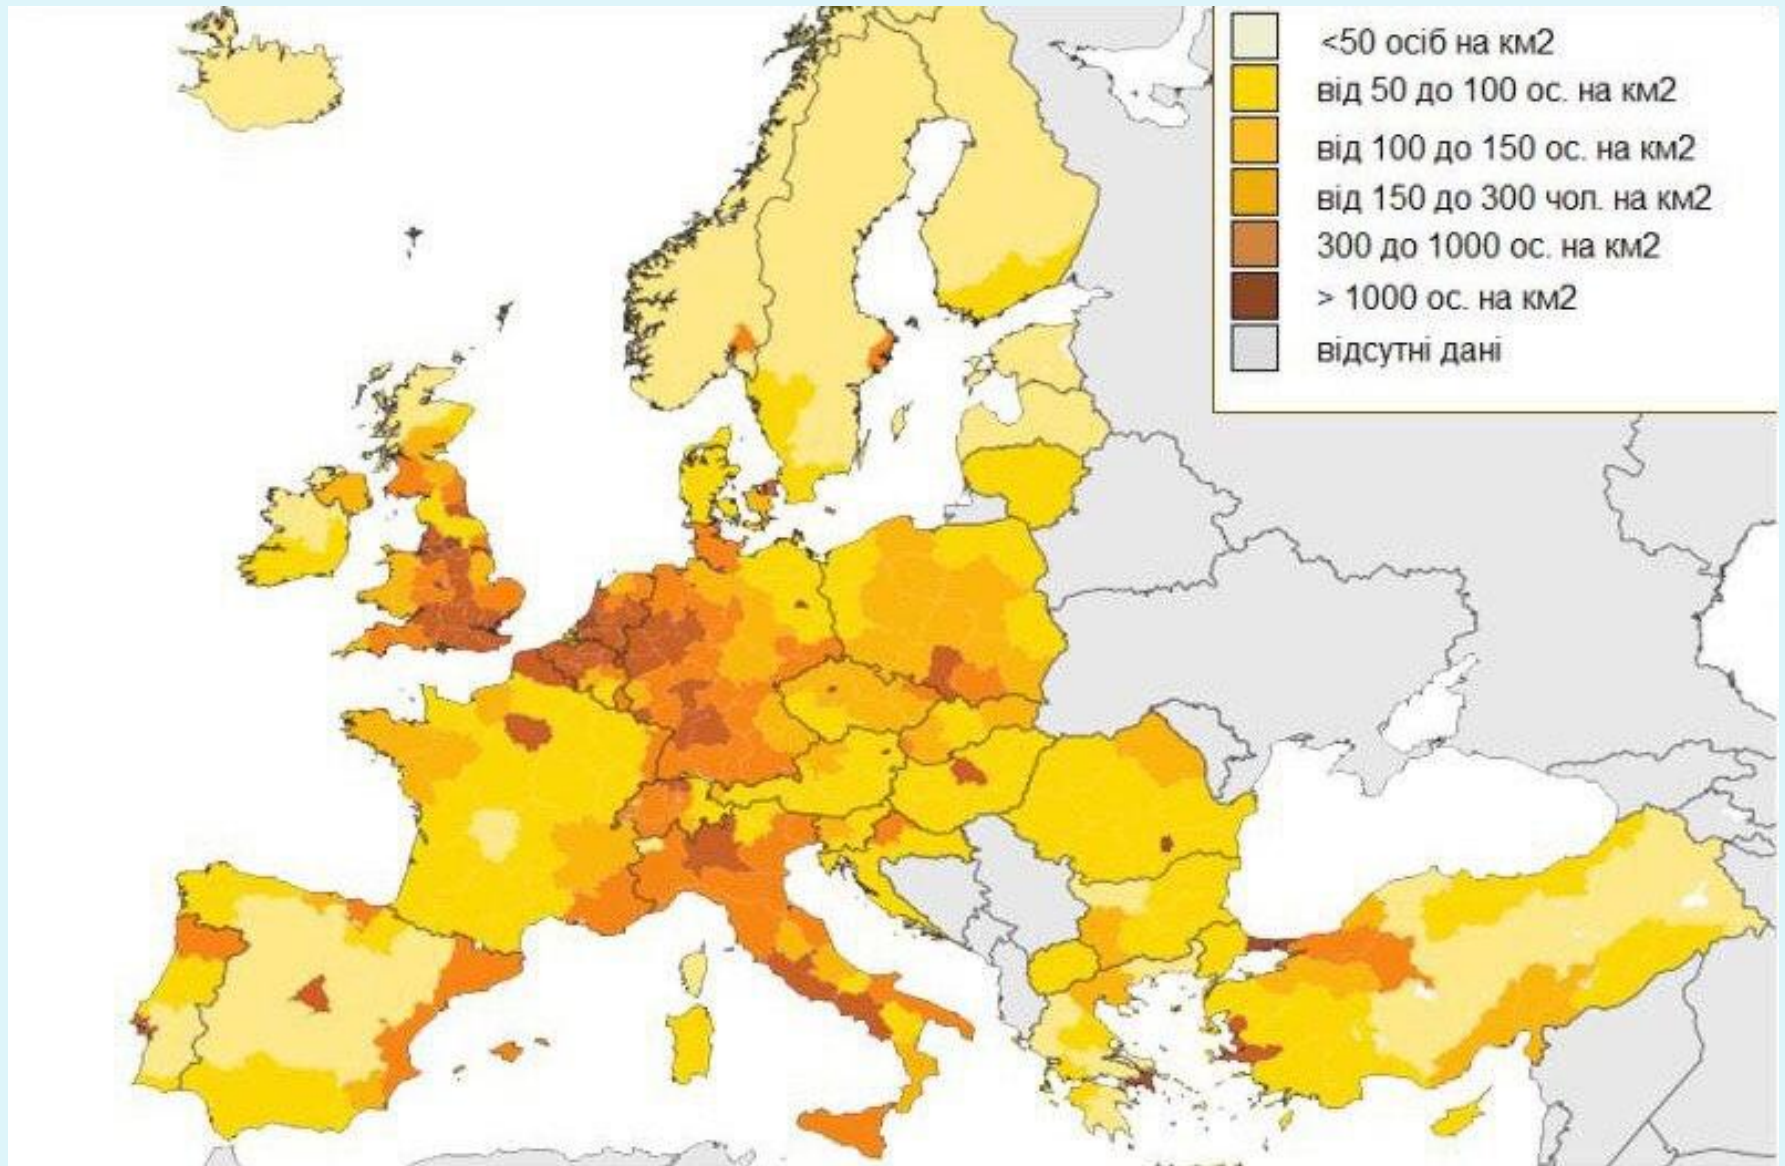 <50 осіб на км2
від 50 до 100 ос. на км2
від 100 до 150 ос. на км2
від 150 до 300 чол. на км2
300 до 1000 ос. на км2
> 1000 ос. на км2
відсутні дані